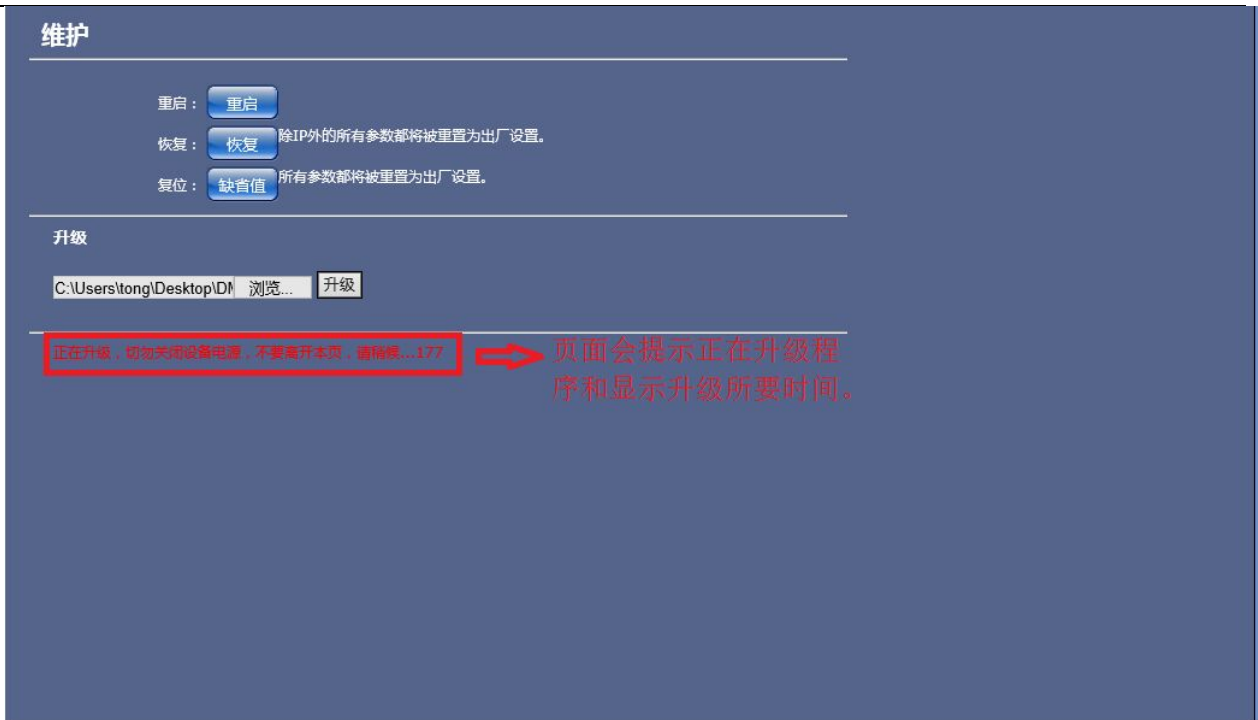 维护
重启： 重启
恢复： 恢复 除IP外的所有参数都将被重置为出厂设置。
复位： 缺省值 所有参数都将被重置为出厂设置。
升级
C:\Users\tong\Desktop\DM 浏览... 升级
正在升级，切勿关闭设备电源，不要离开本页，请稍候...177
页面会提示正在升级程
序和显示升级所要时间。